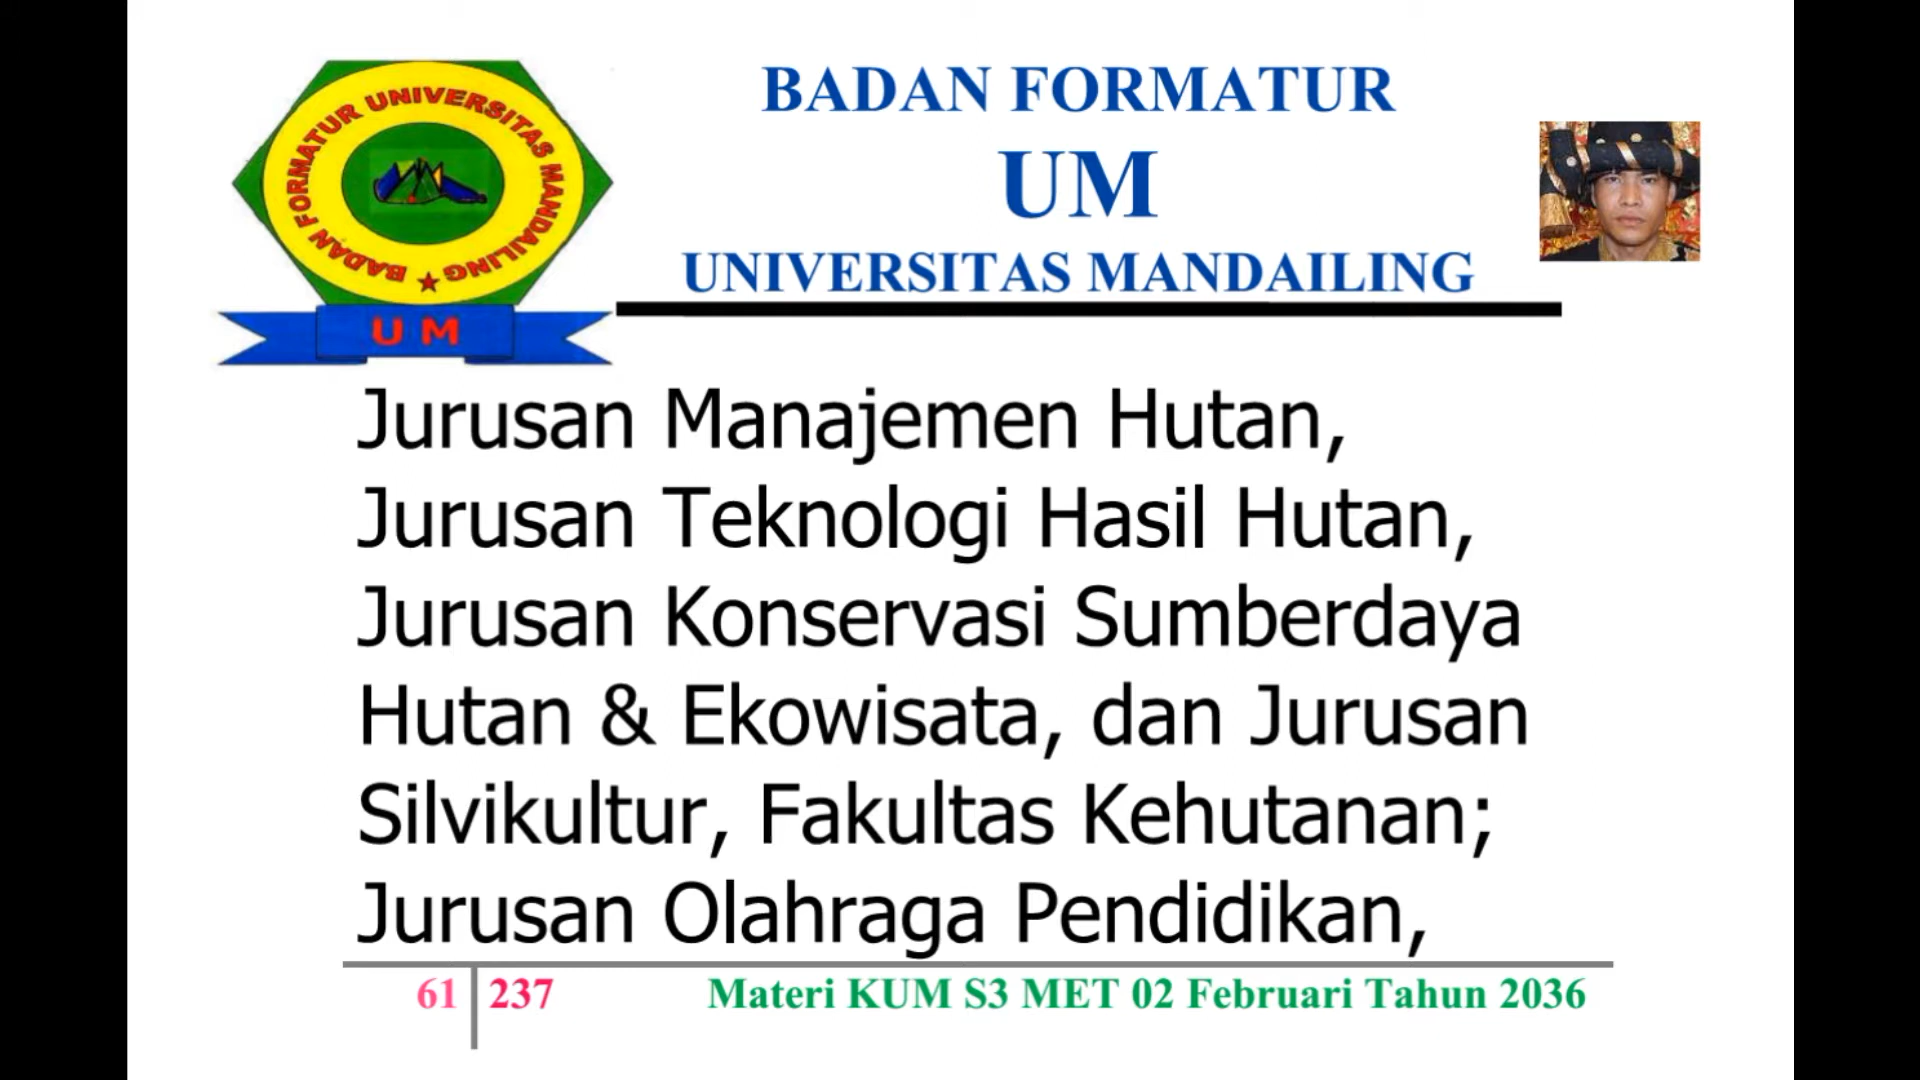 BADAN FORMATUR UNIVERSITAS MANDAILING
U M
BADAN FORMATUR
UM
UNIVERSITAS MANDAILING
Jurusan Manajemen Hutan,
Jurusan Teknologi Hasil Hutan,
Jurusan Konservasi Sumberdaya
Hutan & Ekowisata, dan Jurusan
Silvikultur, Fakultas Kehutanan;
Jurusan Olahraga Pendidikan,
61 237 Materi KUM S3 MET 02 Februari Tahun 2036